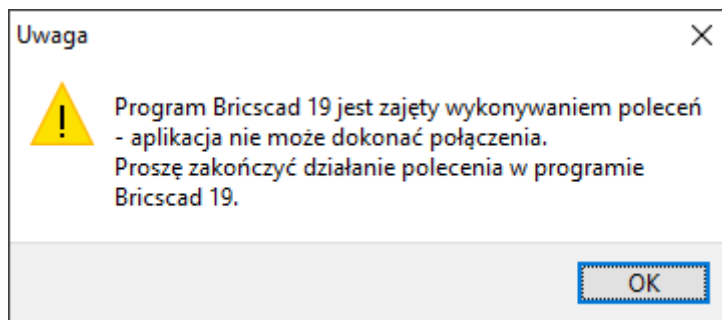 Uwaga
Program Bricscad 19 jest zajęty wykonywaniem poleceń
- aplikacja nie może dokonać połączenia.
Proszę zakończyć działanie polecenia w programie
Bricscad 19.
OK